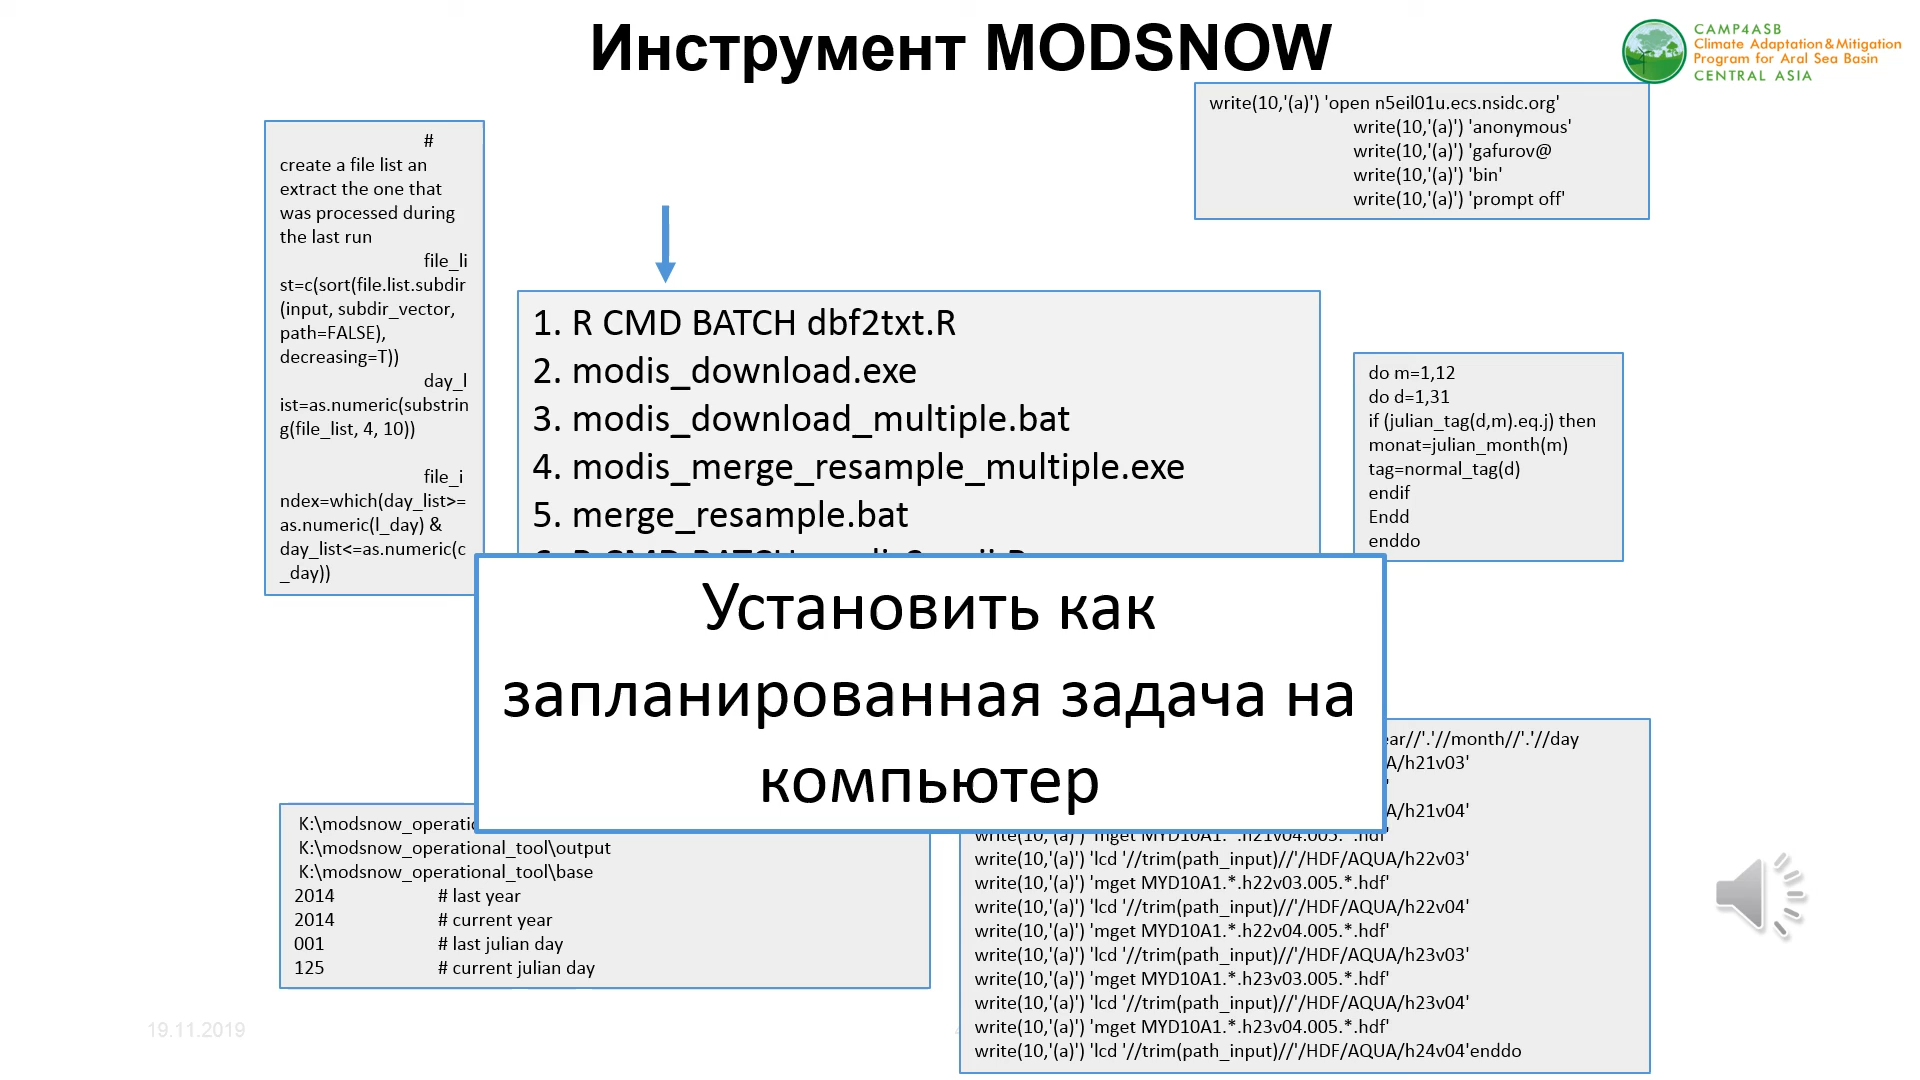 Инструмент MODSNOW
CAMP4ASB
Climate Adaptation & Mitigation
Program for Aral Sea Basin
CENTRAL ASIA
write(10,'(a)') 'open n5eil01u.ecs.nsidc.org'
write(10,'(a)') 'anonymous'
write(10,'(a)') 'gafurov@
write(10,'(a)') 'bin'
write(10,'(a)') 'prompt off'
#
create a file list an
extract the one that
was processed during
the last run
file_li
st=c(sort(file.list.subdir
(input, subdir_vector,
path=FALSE),
decreasing=T))
day_l
ist=as.numeric(substrin
g(file_list, 4, 10))
file_i
ndex=which(day_list>=
as.numeric(l_day) &
day_list<=as.numeric(c
_day))
1. R CMD BATCH dbf2txt.R
2. modis_download.exe
3. modis_download_multiple.bat
4. modis_merge_resample_multiple.exe
5. merge_resample.bat
do m=1,12
do d=1,31
if (julian_tag(d,m).eq.j) then
monat=julian_month(m)
tag=normal_tag(d)
endif
Endd
enddo
Установить как
запланированная задача на
компьютер
K:\modsnow_operatio
K:\modsnow_operational_tool\output
K:\modsnow_operational_tool\base
2014 # last year
2014 # current year
001 # last julian day
125 # current julian day
ear//'.'//month//'.'//day
A/h21v03'
A/h21v04'
write(10,'(a)') 'mget MYD10A1.*.h21v04.005.*.hdf'
write(10,'(a)') 'lcd '//trim(path_input)//'/HDF/AQUA/h22v03'
write(10,'(a)') 'mget MYD10A1.*.h22v03.005.*.hdf'
write(10,'(a)') 'lcd '//trim(path_input)//'/HDF/AQUA/h22v04'
write(10,'(a)') 'mget MYD10A1.*.h22v04.005.*.hdf'
write(10,'(a)') 'lcd '//trim(path_input)//'/HDF/AQUA/h23v03'
write(10,'(a)') 'mget MYD10A1.*.h23v03.005.*.hdf'
write(10,'(a)') 'lcd '//trim(path_input)//'/HDF/AQUA/h23v04'
write(10,'(a)') 'mget MYD10A1.*.h23v04.005.*.hdf'
write(10,'(a)') 'lcd '//trim(path_input)//'/HDF/AQUA/h24v04'enddo
19.11.2019